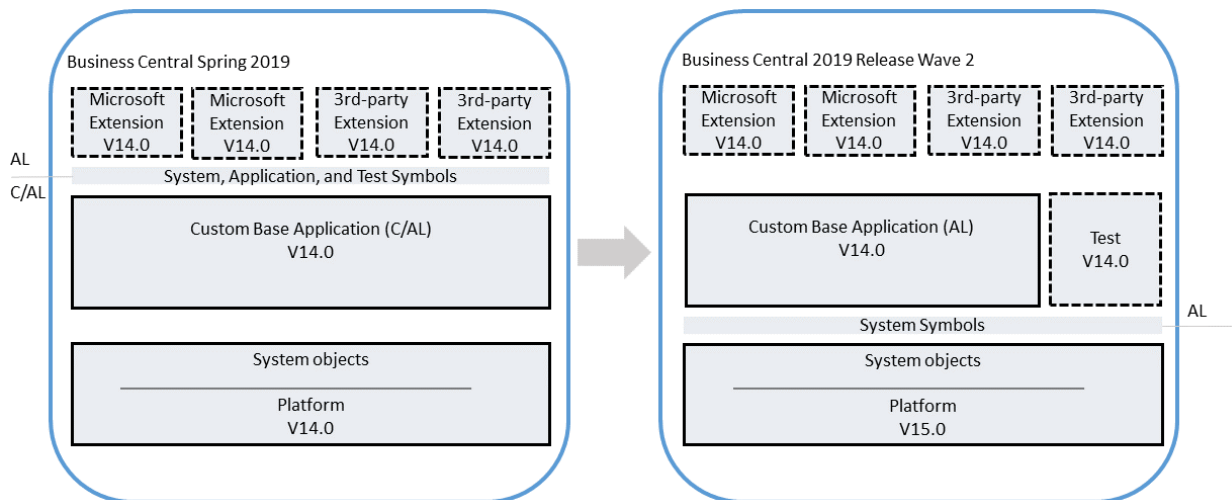 Business Central Spring 2019
Microsoft
Extension
V14.0
Microsoft
Extension
V14.0
3rd-party
Extension
V14.0
3rd-party
Extension
V14.0
AL
System, Application, and Test Symbols
C/AL
Custom Base Application (C/AL)
V14.0
System objects
Platform
V14.0
Business Central 2019 Release Wave 2
Microsoft
Extension
V14.0
Microsoft
Extension
V14.0
3rd-party
Extension
V14.0
3rd-party
Extension
V14.0
Custom Base Application (AL)
V14.0
Test
V14.0
AL
System Symbols
System objects
Platform
V15.0